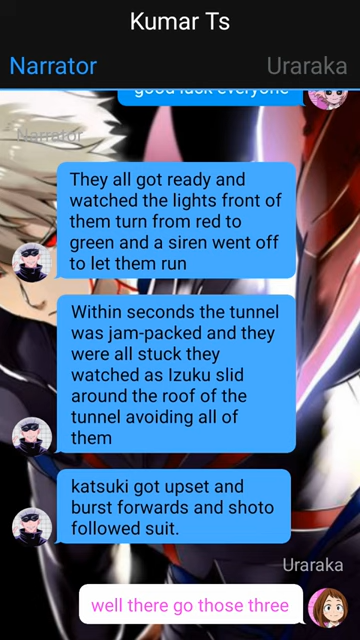 Kumar Ts
Narrator
Uraraka
good luck everyone
Narrator
They all got ready and
watched the lights front of
them turn from red to
green and a siren went off
to let them run
Within seconds the tunnel
was jam-packed and they
were all stuck they
watched as Izuku slid
around the roof of the
tunnel avoiding all of
them
katsuki got upset and
burst forwards and shoto
followed suit.
Uraraka
well there go those three